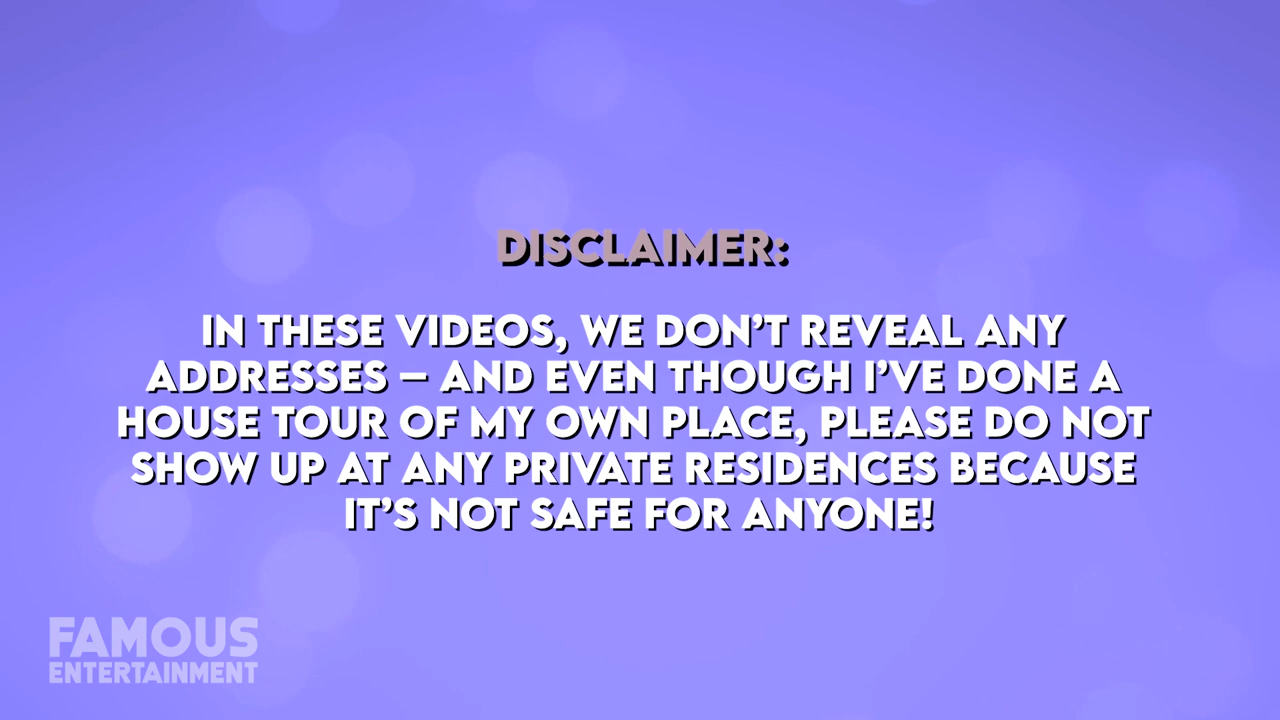 DISCLAIMER:
IN THESE VIDEOS, WE DON’T REVEAL ANY
ADDRESSES – AND EVEN THOUGH I’VE DONE A
HOUSE TOUR OF MY OWN PLACE, PLEASE DO NOT
SHOW UP AT ANY PRIVATE RESIDENCES BECAUSE
IT’S NOT SAFE FOR ANYONE!
FAMOUS
ENTERTAINMENT